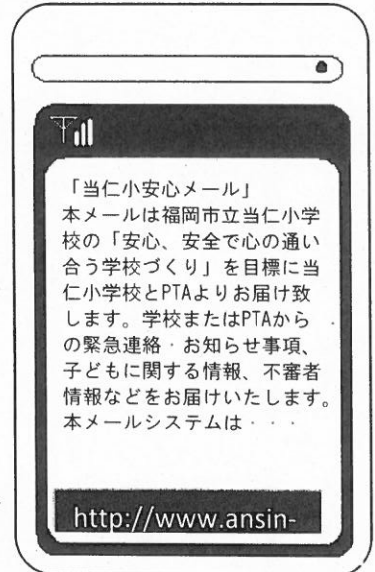 「当仁小安心メール」
本メールは福岡市立当仁小学
校の「安心、安全で心の通い
合う学校づくり」を目標に当
仁小学校とPTAよりお届け致
します。学校またはPTAから
の緊急連絡・お知らせ事項、
子どもに関する情報、不審者
情報などをお届けいたします。
本メールシステムは・・・
http://www.ansin-